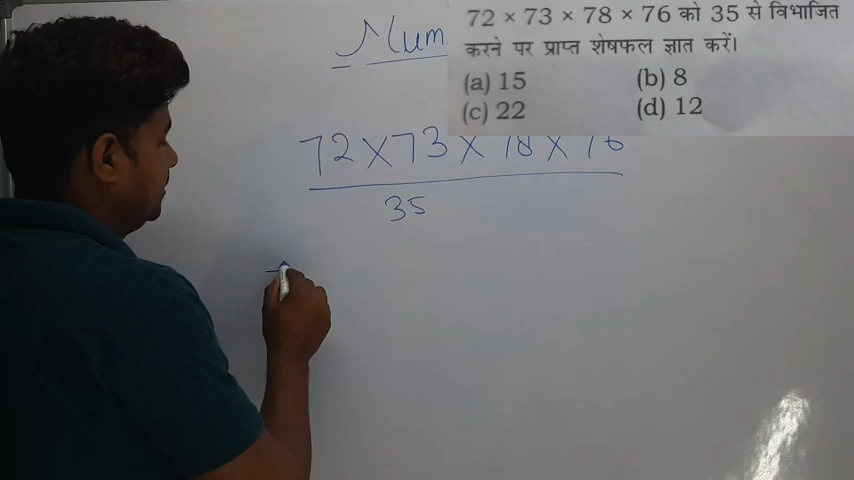 Num
72 × 73 × 78 × 76 को 35 से विभाजित
करने पर प्राप्त शेषफल ज्ञात करें।
(a) 15 (b) 8
(c) 22 (d) 12
72 × 73 × 78 × 76
35